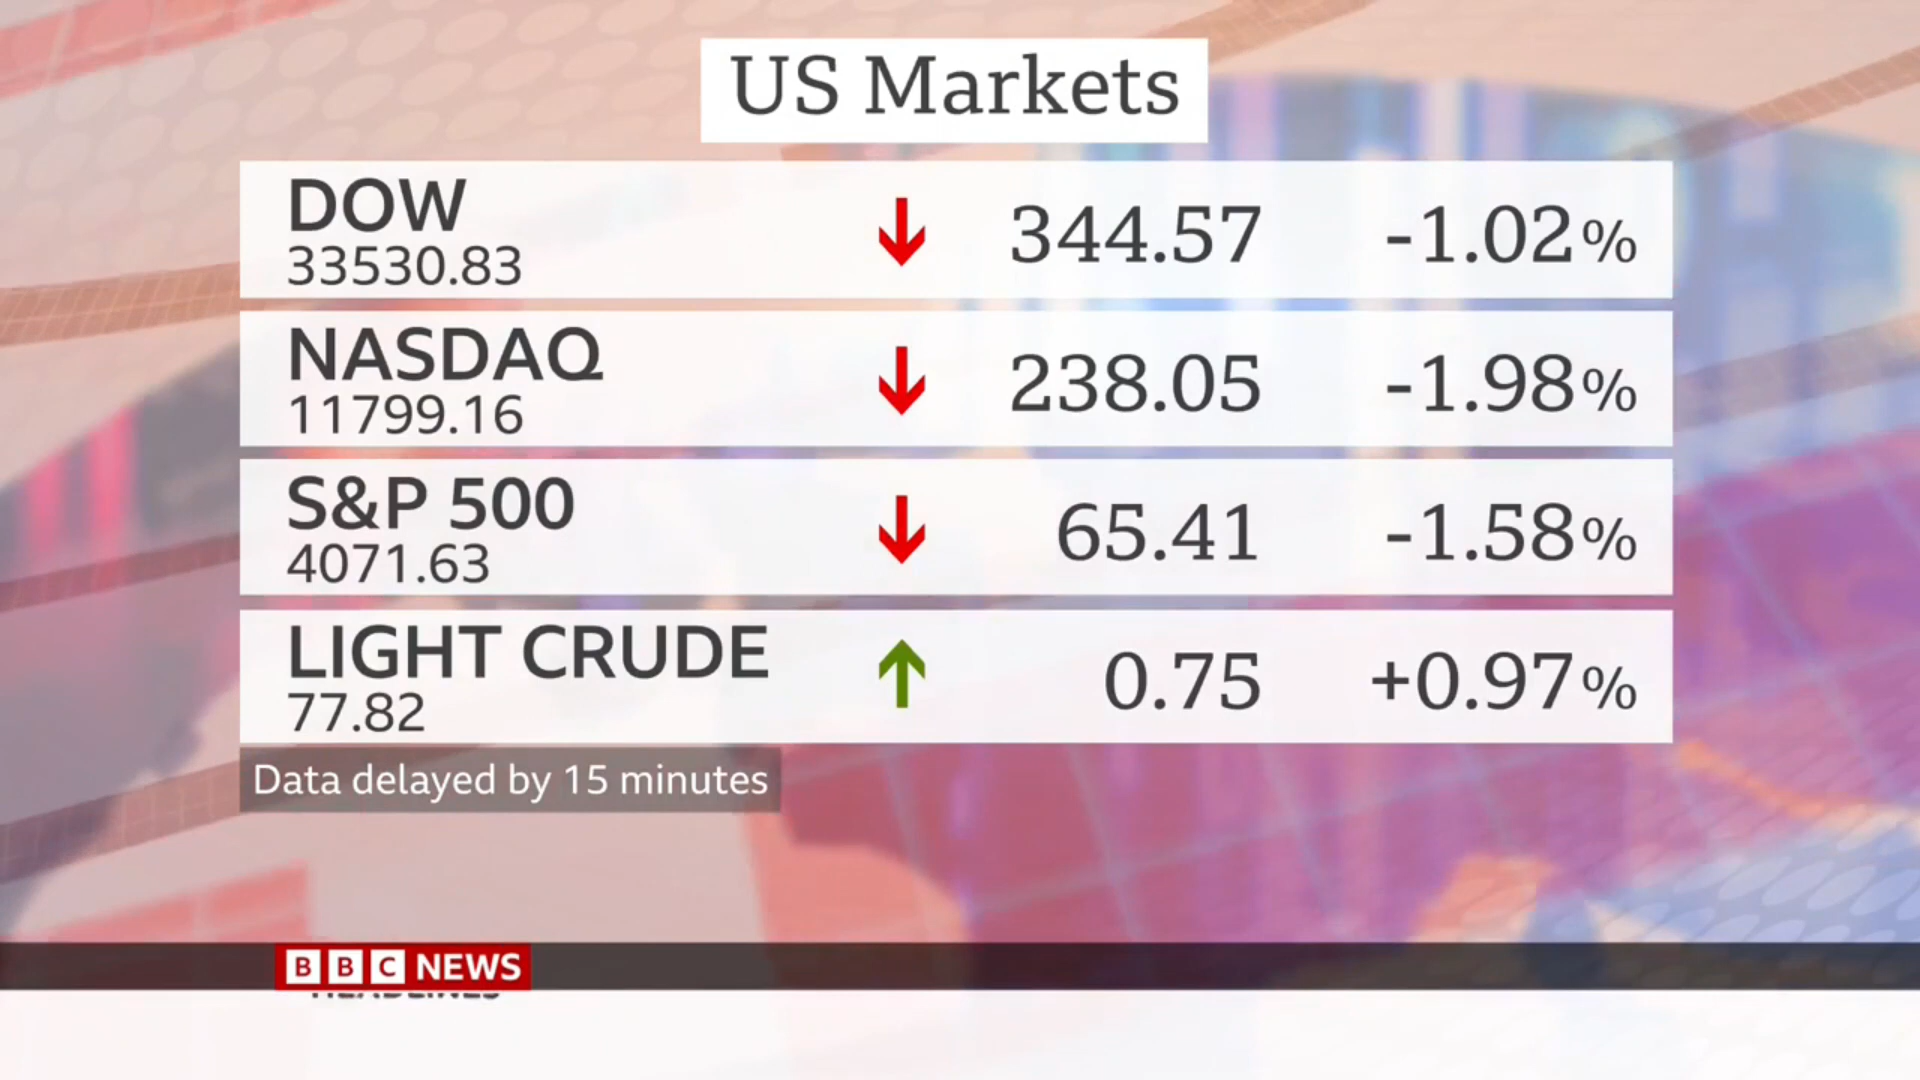 US Markets
DOW
33530.83
344.57
-1.02%
NASDAQ
11799.16
238.05
-1.98%
S&P 500
4071.63
65.41
-1.58%
LIGHT CRUDE
77.82
0.75
+0.97%
Data delayed by 15 minutes
BBC NEWS